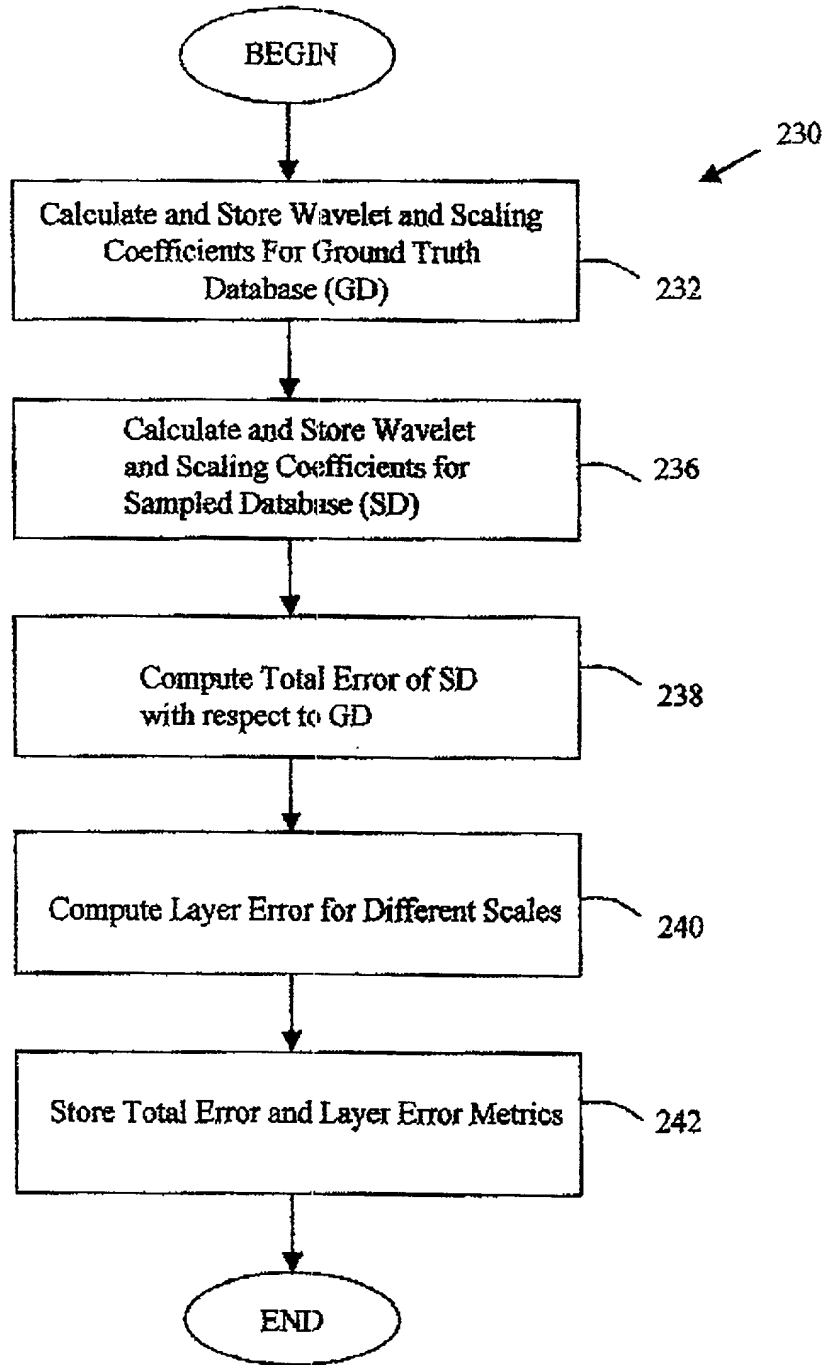 BEGIN
230
Calculate and Store Wavelet and Scaling
Coefficients For Ground Truth
Database (GD)
232
Calculate and Store Wavelet
and Scaling Coefficients for
Sampled Database (SD)
236
Compute Total Error of SD
with respect to GD
238
Compute Layer Error for Different Scales
240
Store Total Error and Layer Error Metrics
242
END